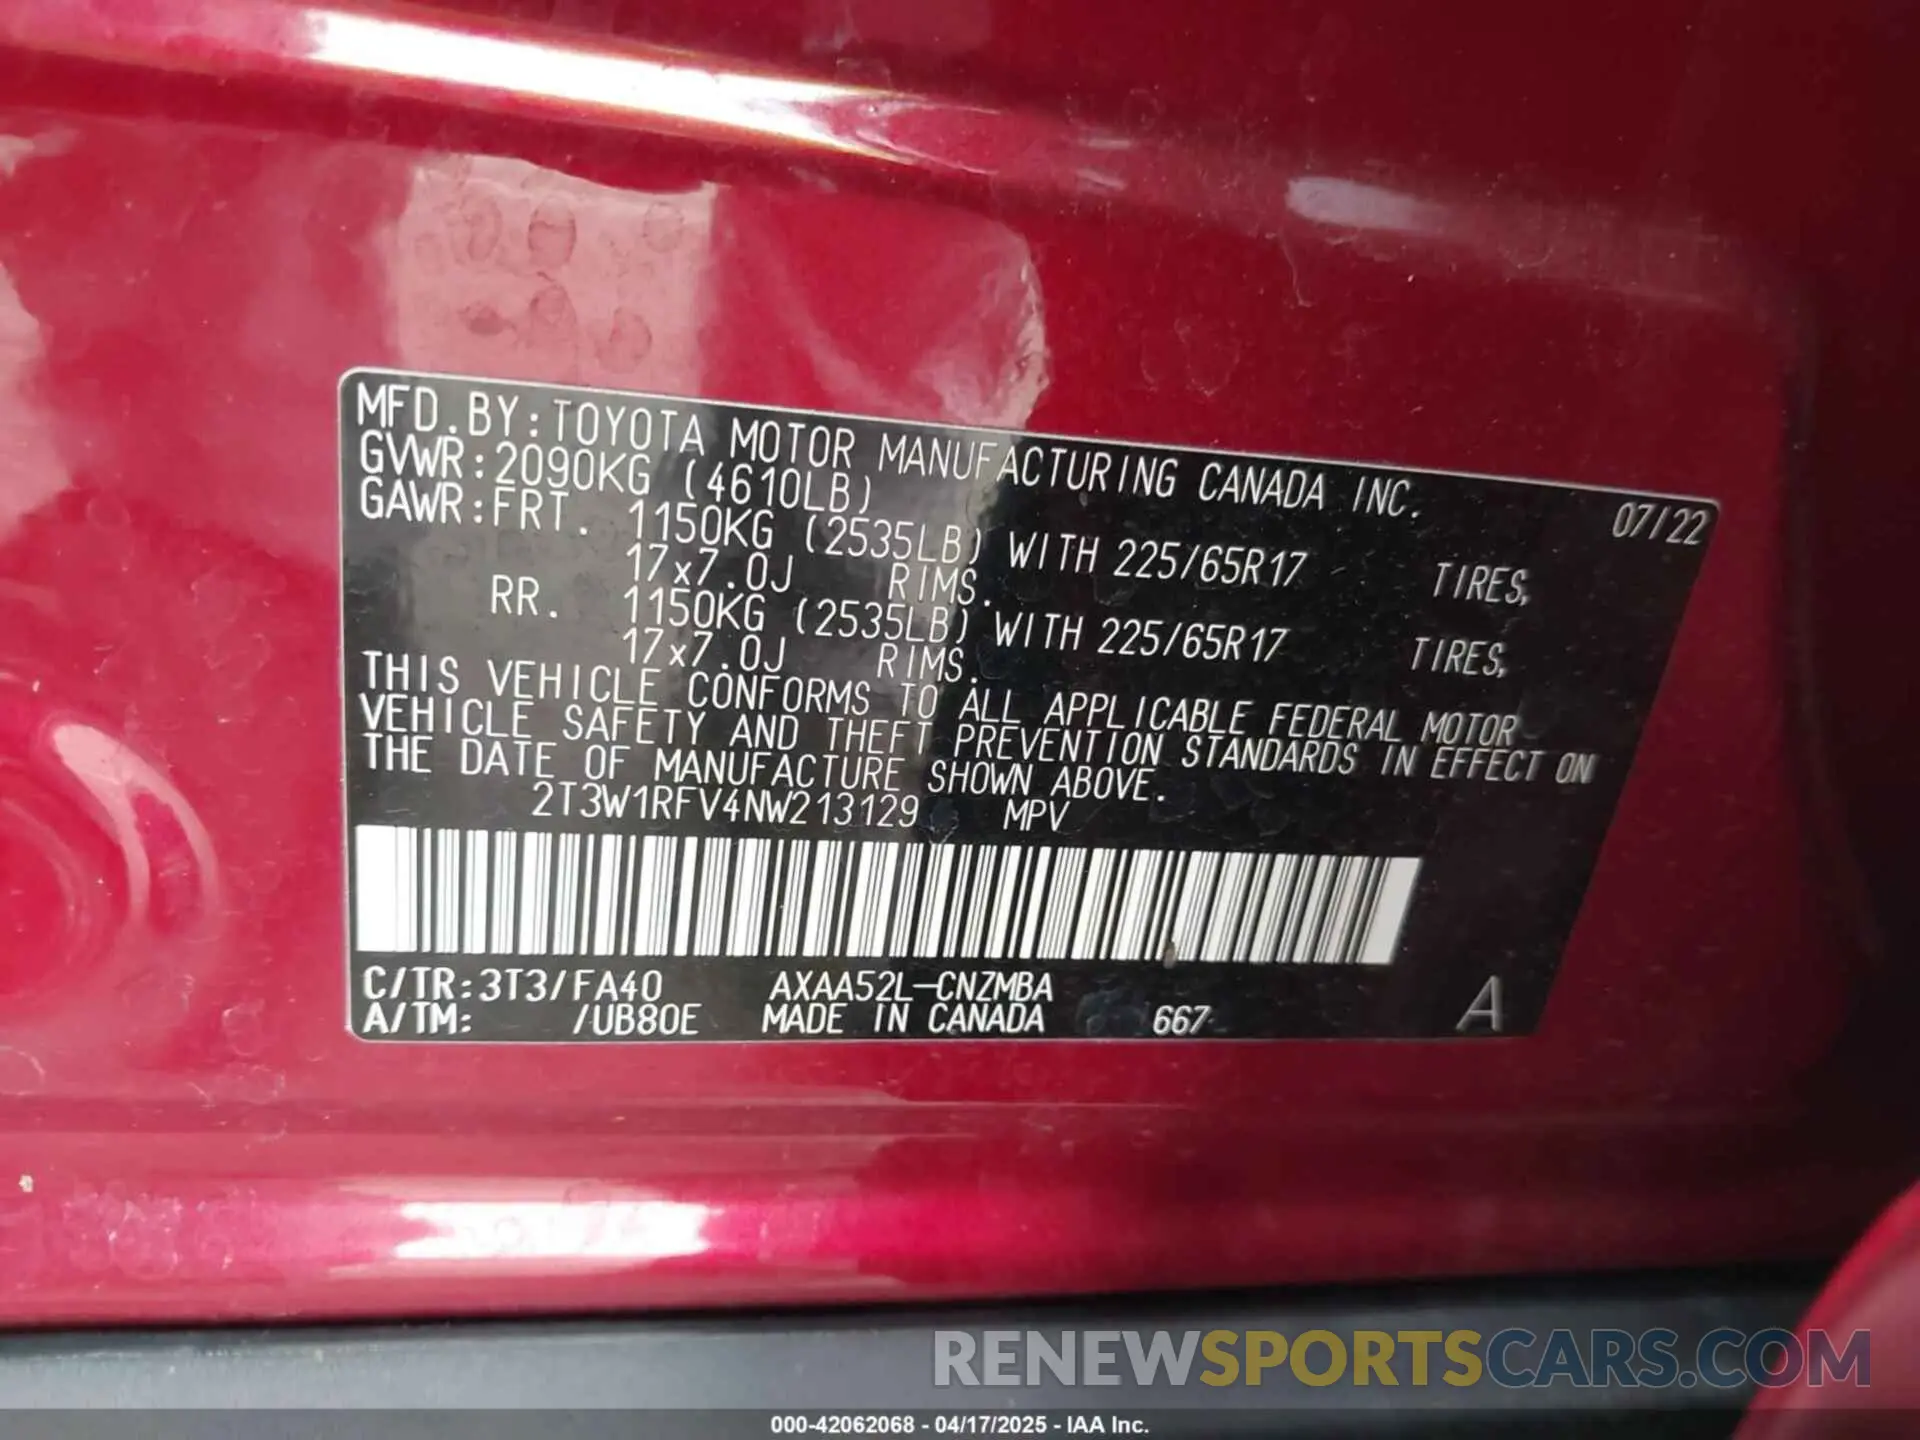 MFD.BY:TOYOTA MOTOR MANUFACTURING CANADA INC. 07/22
GVWR:2090KG (4610LB)
GAWR:FRT. 1150KG (2535LB) WITH 225/65R17 TIRES,
17x7.0J RIMS.
RR. 1150KG (2535LB) WITH 225/65R17 TIRES,
17x7.0J RIMS.
THIS VEHICLE CONFORMS TO ALL APPLICABLE FEDERAL MOTOR
VEHICLE SAFETY AND THEFT PREVENTION STANDARDS IN EFFECT ON
THE DATE OF MANUFACTURE SHOWN ABOVE.
2T3W1RFV4NW213129 MPV
C/TR:3T3/FA40 AXAA52L-CNZMBA A
A/TM: /UB80E MADE IN CANADA 667
RENEWSPORTSCARS.COM
000-42062068 - 04/17/2025 - IAA Inc.